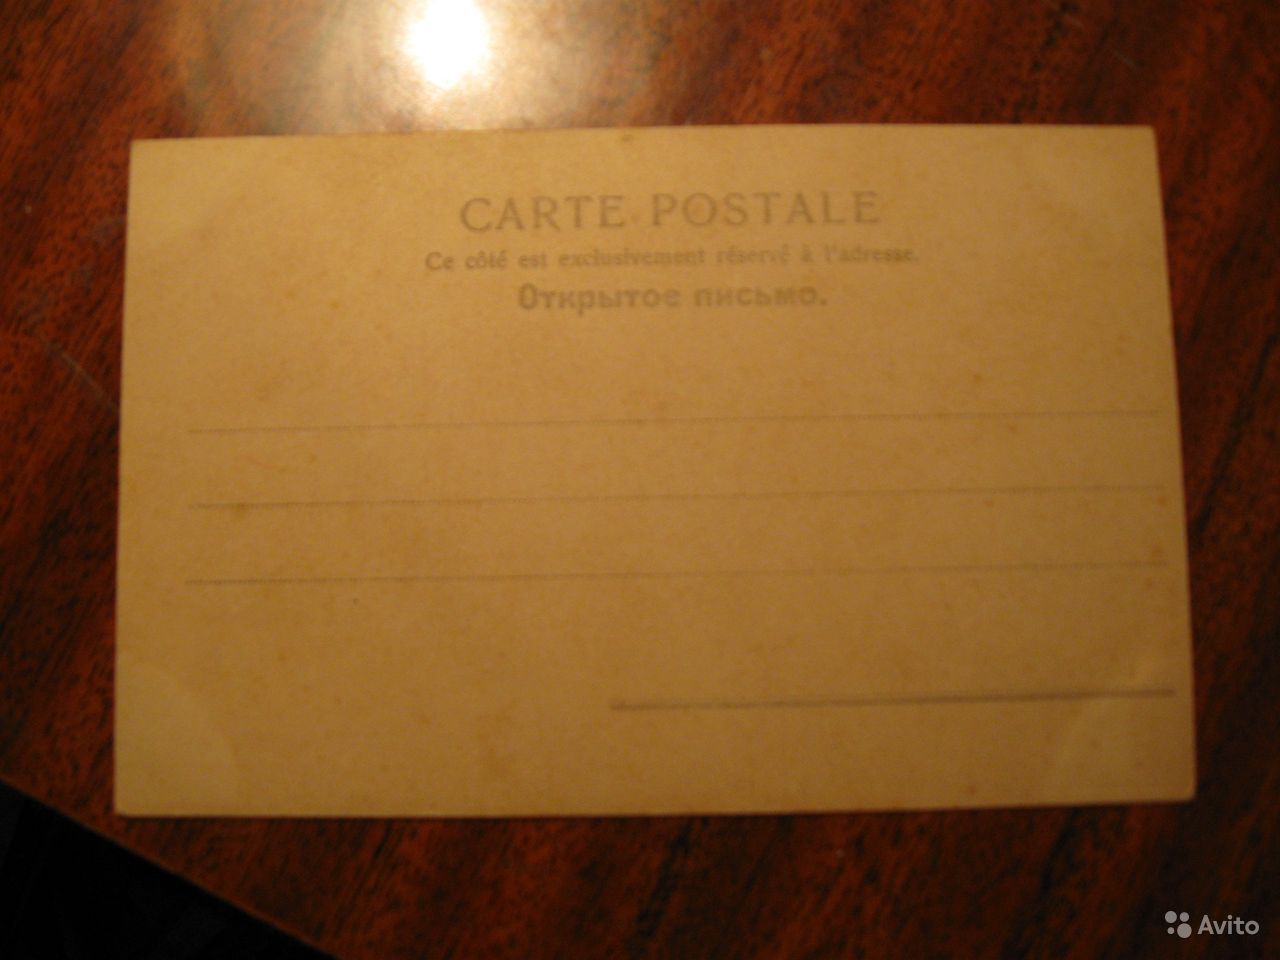 CARTE POSTALE
Ce côté est exclusivement réservé à l'adresse.
Открытое письмо.
Avito